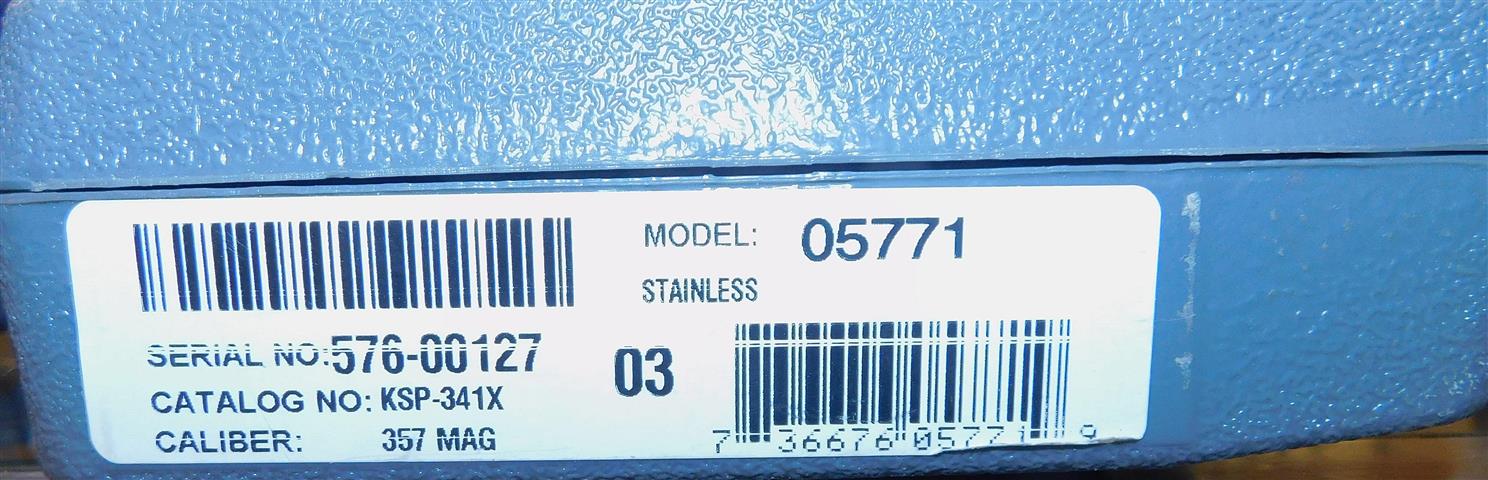 MODEL: 05771
STAINLESS
SERIAL NO: 576-00127
03
CATALOG NO: KSP-341X
CALIBER: 357 MAG
7 36676 05771 9